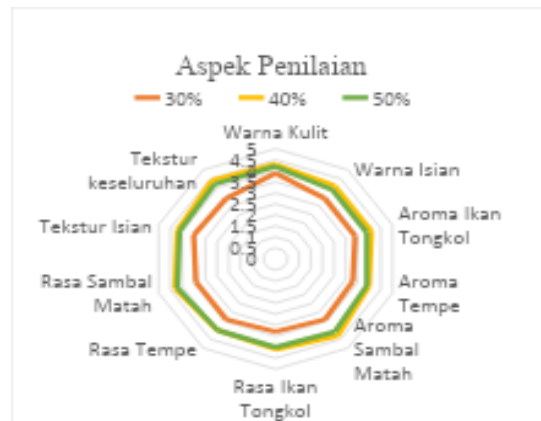 Aspek Penilaian
30% 40% 50%
Warna Kulit
5
4.5
4
3.5
3
2.5
2
1.5
1
0.5
0
Warna Isian
Aroma Ikan
Tongkol
Aroma
Tempe
Aroma
Sambal
Matah
Rasa Ikan
Tongkol
Rasa Tempe
Rasa Sambal
Matah
Tekstur Isian
Tekstur
keseluruhan